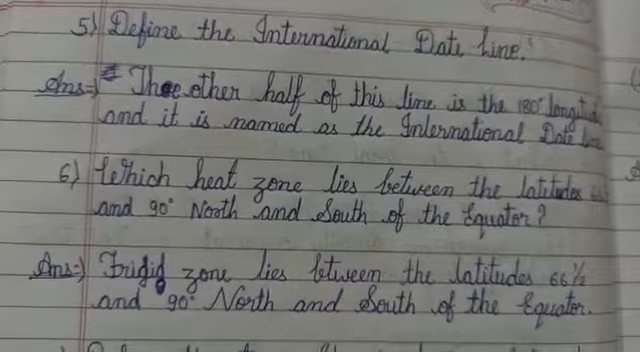 5) Define the International Date Line.
Ans=) The other half of this line is the 180° longitud
and it is named as the International Date
6) Which heat zone lies between the latitudes
and 90° North and South of the Equator?
Ans=) Frigid zone lies between the latitudes 66½
and 90° North and South of the Equator.